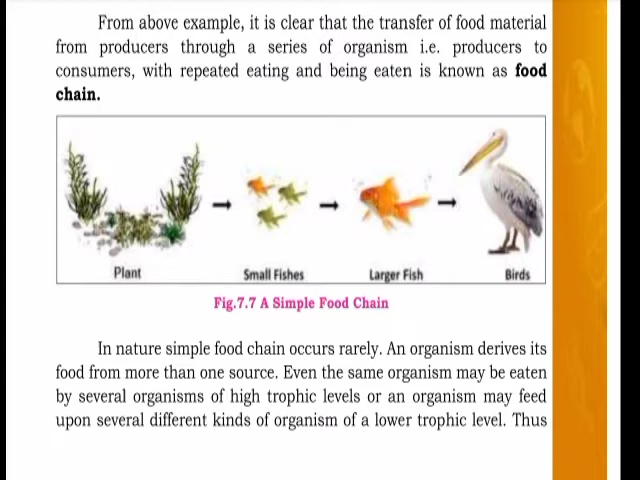 From above example, it is clear that the transfer of food material
from producers through a series of organism i.e. producers to
consumers, with repeated eating and being eaten is known as food
chain.
Plant
Small Fishes
Larger Fish
Birds
Fig.7.7 A Simple Food Chain
In nature simple food chain occurs rarely. An organism derives its
food from more than one source. Even the same organism may be eaten
by several organisms of high trophic levels or an organism may feed
upon several different kinds of organism of a lower trophic level. Thus